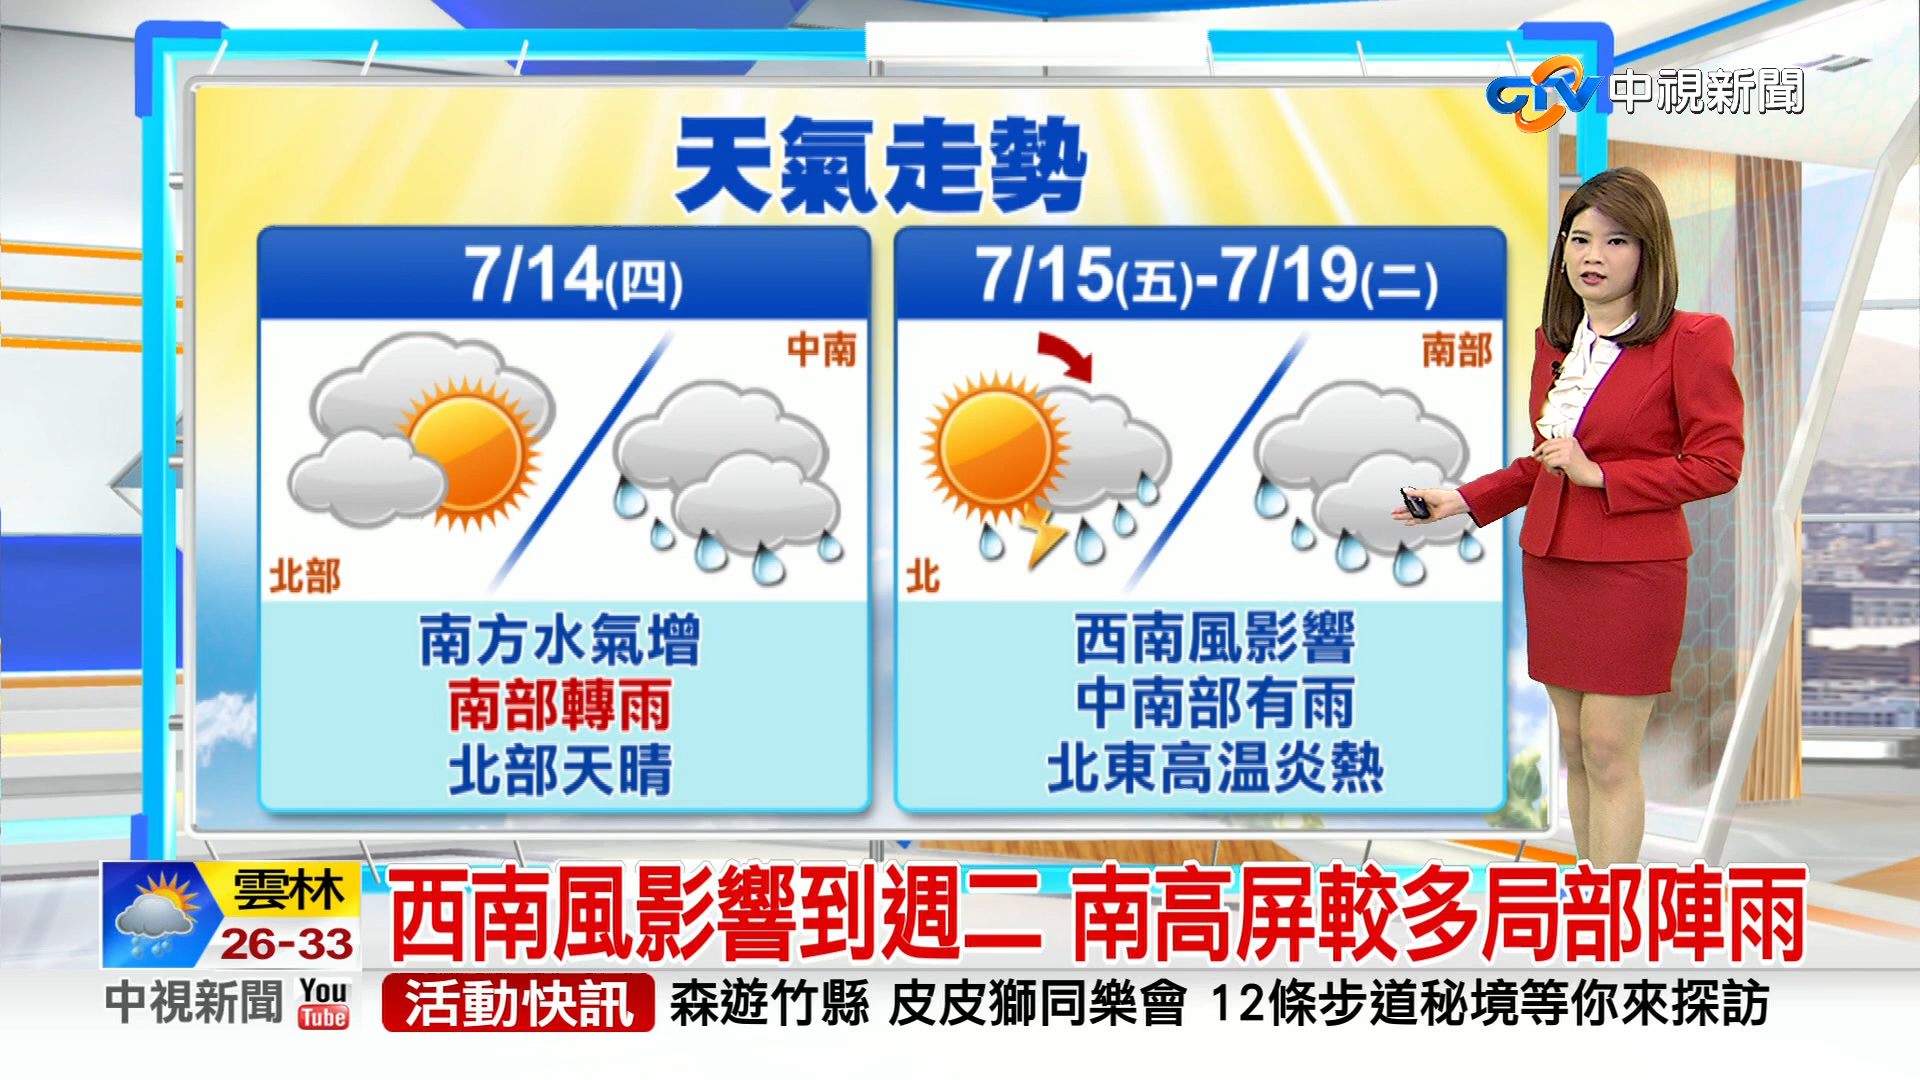 CTV中視新聞
天氣走勢
7/14(四)
中南
北部
南方水氣增
南部轉雨
北部天晴
7/15(五)-7/19(二)
南部
北
西南風影響
中南部有雨
北東高溫炎熱
雲林
26-33
西南風影響到週二 南高屏較多局部陣雨
中視新聞 YouTube
活動快訊 森遊竹縣 皮皮獅同樂會 12條步道秘境等你來探訪